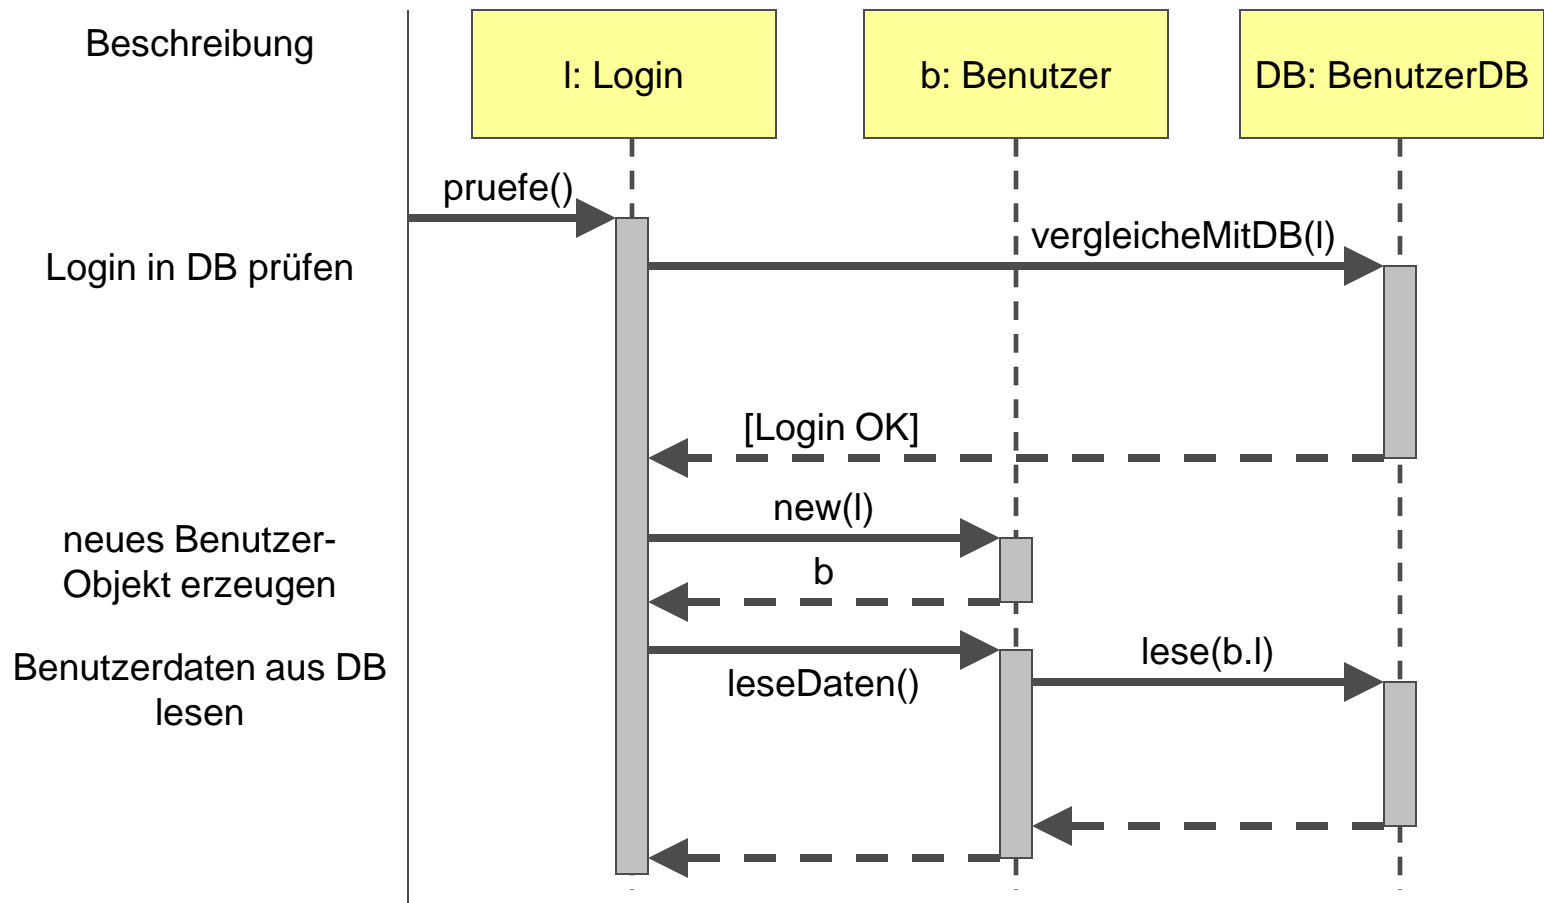 Beschreibung
l: Login
b: Benutzer
DB: BenutzerDB
pruefe()
vergleicheMitDB(l)
Login in DB prüfen
[Login OK]
new(l)
neues Benutzer-
Objekt erzeugen
b
lese(b.l)
Benutzerdaten aus DB
lesen
leseDaten()